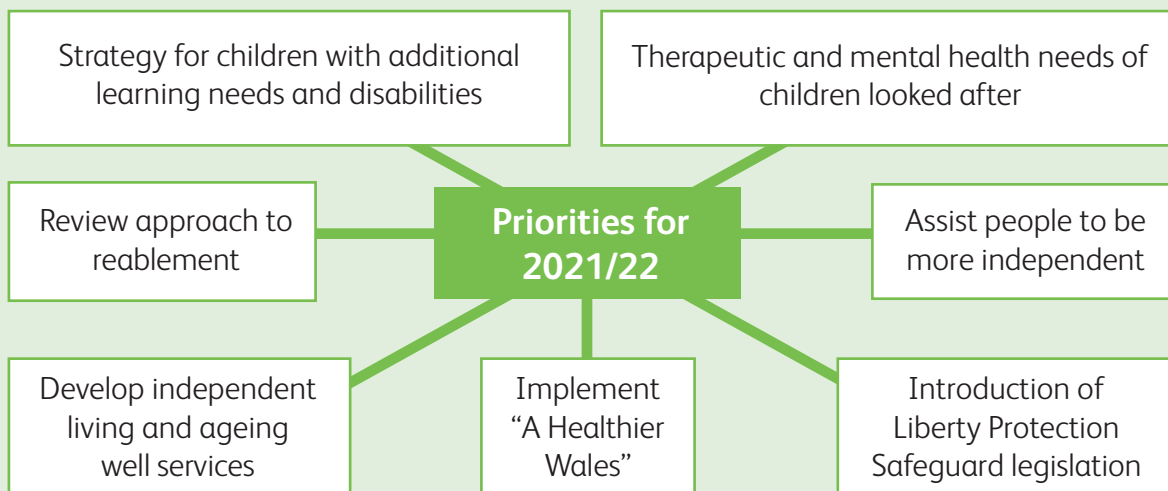 Strategy for children with additional
learning needs and disabilities
Therapeutic and mental health needs of
children looked after
Review approach to
reablement
Priorities for
2021/22
Assist people to be
more independent
Develop independent
living and ageing
well services
Implement
“A Healthier
Wales”
Introduction of
Liberty Protection
Safeguard legislation